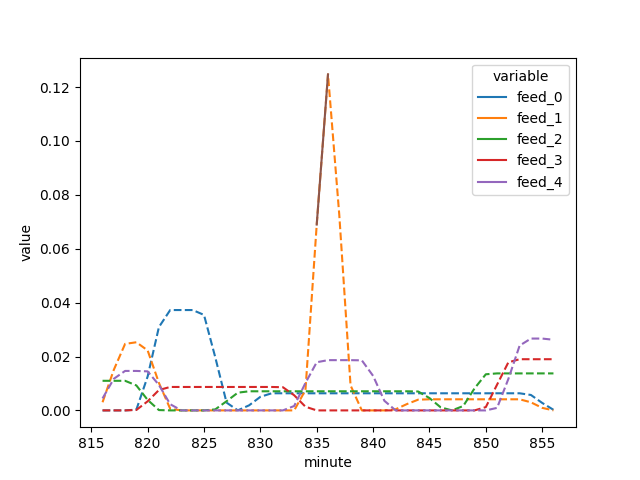 variable
feed_0
feed_1
feed_2
feed_3
feed_4
0.12
0.10
0.08
0.06
0.04
0.02
0.00
value
815 820 825 830 835 840 845 850 855
minute